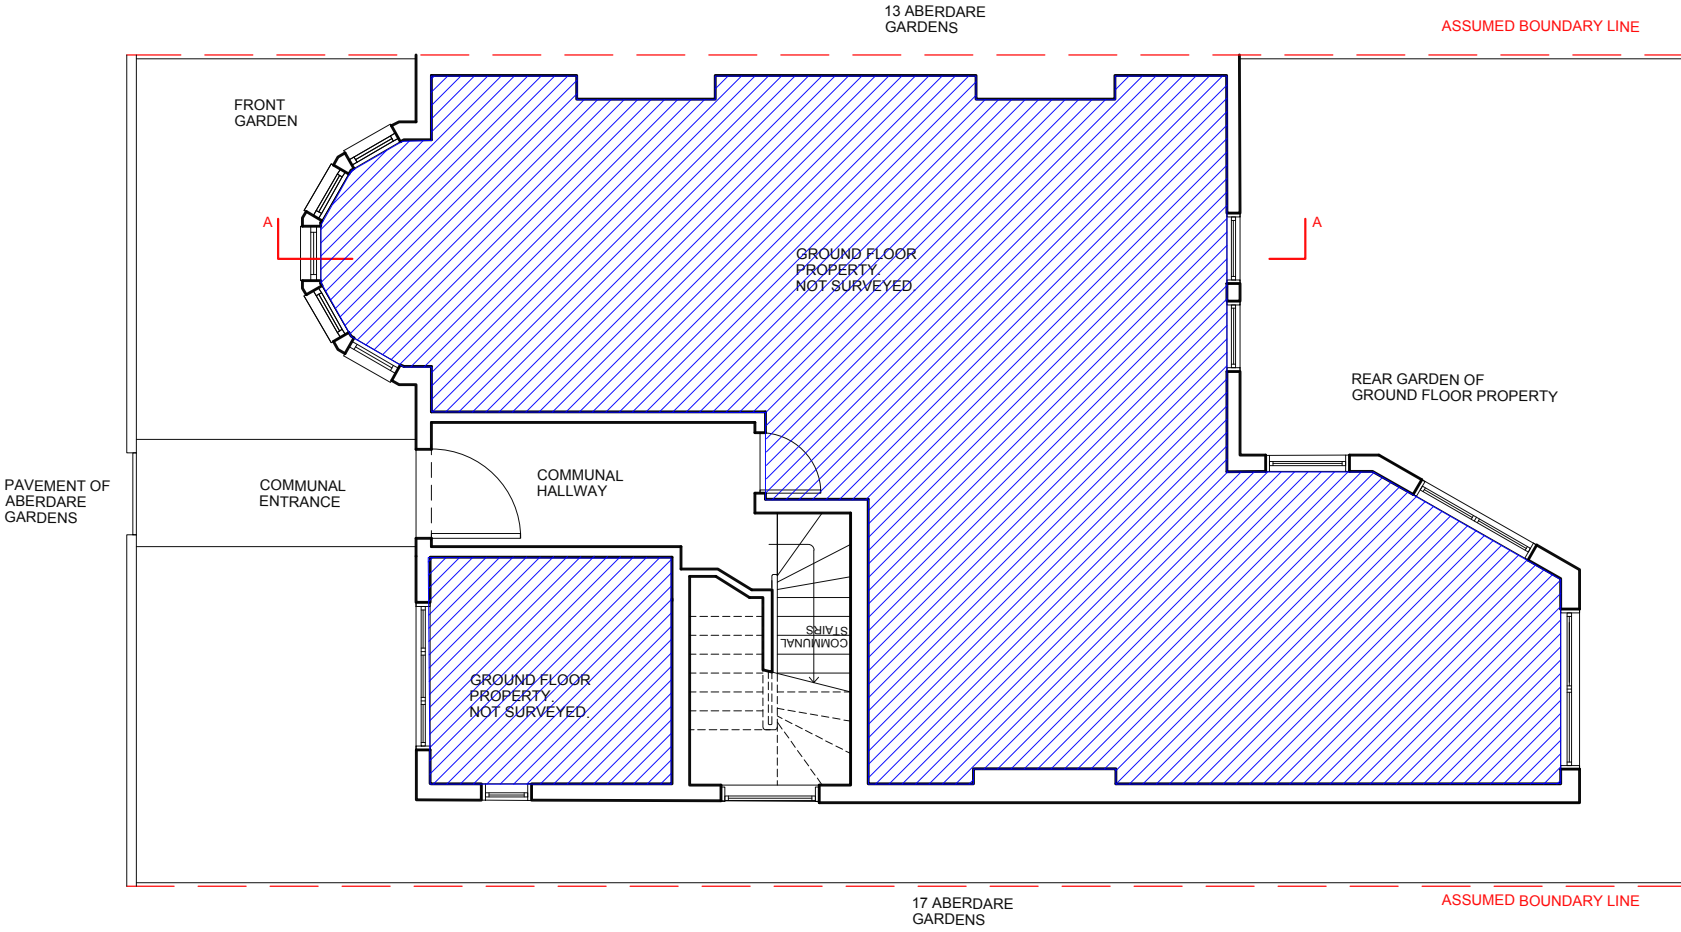 13 ABERDARE
GARDENS
ASSUMED BOUNDARY LINE
FRONT
GARDEN
A
A
GROUND FLOOR
PROPERTY.
NOT SURVEYED.
REAR GARDEN OF
GROUND FLOOR PROPERTY
PAVEMENT OF
ABERDARE
GARDENS
COMMUNAL
ENTRANCE
COMMUNAL
HALLWAY
COMMUNAL
STAIRS
GROUND FLOOR
PROPERTY.
NOT SURVEYED.
17 ABERDARE
GARDENS
ASSUMED BOUNDARY LINE